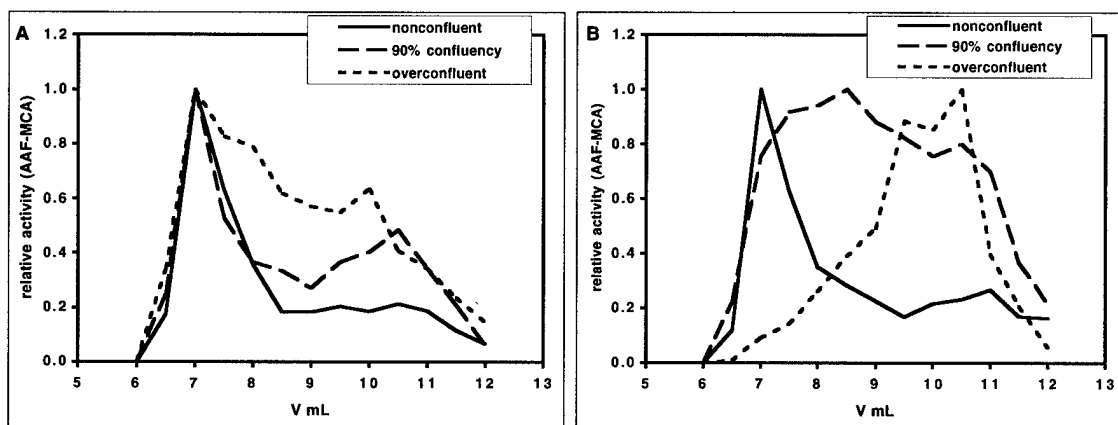 A
nonconfluent
90% confluency
overconfluent
relative activity (AAF-MCA)
1.2
1.0
0.8
0.6
0.4
0.2
0.0
5 6 7 8 9 10 11 12 13
V mL
B
nonconfluent
90% confluency
overconfluent
relative activity (AAF-MCA)
1.2
1.0
0.8
0.6
0.4
0.2
0.0
5 6 7 8 9 10 11 12 13
V mL